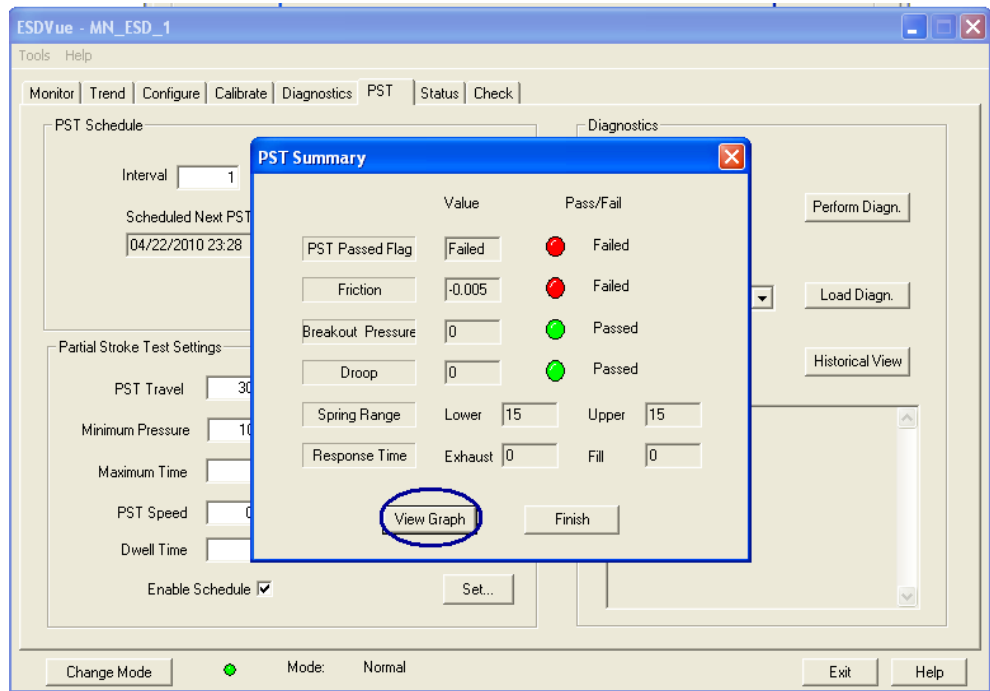 ESDVue - MN_ESD_1
Tools Help
Monitor Trend Configure Calibrate Diagnostics PST Status Check
PST Schedule
Interval 1
Scheduled Next PST
04/22/2010 23:28
Partial Stroke Test Settings
PST Travel 30
Minimum Pressure 10
Maximum Time
PST Speed 0
Dwell Time
Enable Schedule
Set...
PST Summary
Value Pass/Fail
PST Passed Flag Failed Failed
Friction -0.005 Failed
Breakout Pressure 0 Passed
Droop 0 Passed
Spring Range Lower 15 Upper 15
Response Time Exhaust 0 Fill 0
View Graph Finish
Diagnostics
Perform Diagn.
Load Diagn.
Historical View
Change Mode Mode: Normal Exit Help